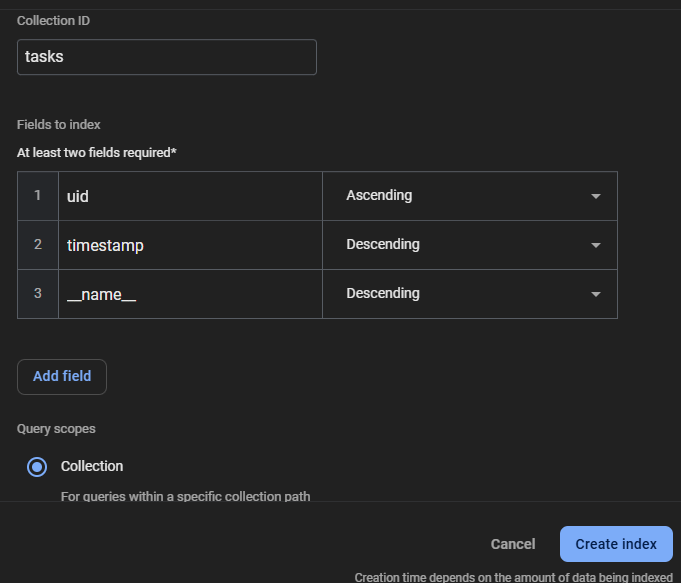 Collection ID
tasks
Fields to index
At least two fields required*
1 uid Ascending
2 timestamp Descending
3 __name__ Descending
Add field
Query scopes
Collection
For queries within a specific collection path
Cancel Create index
Creation time depends on the amount of data being indexed